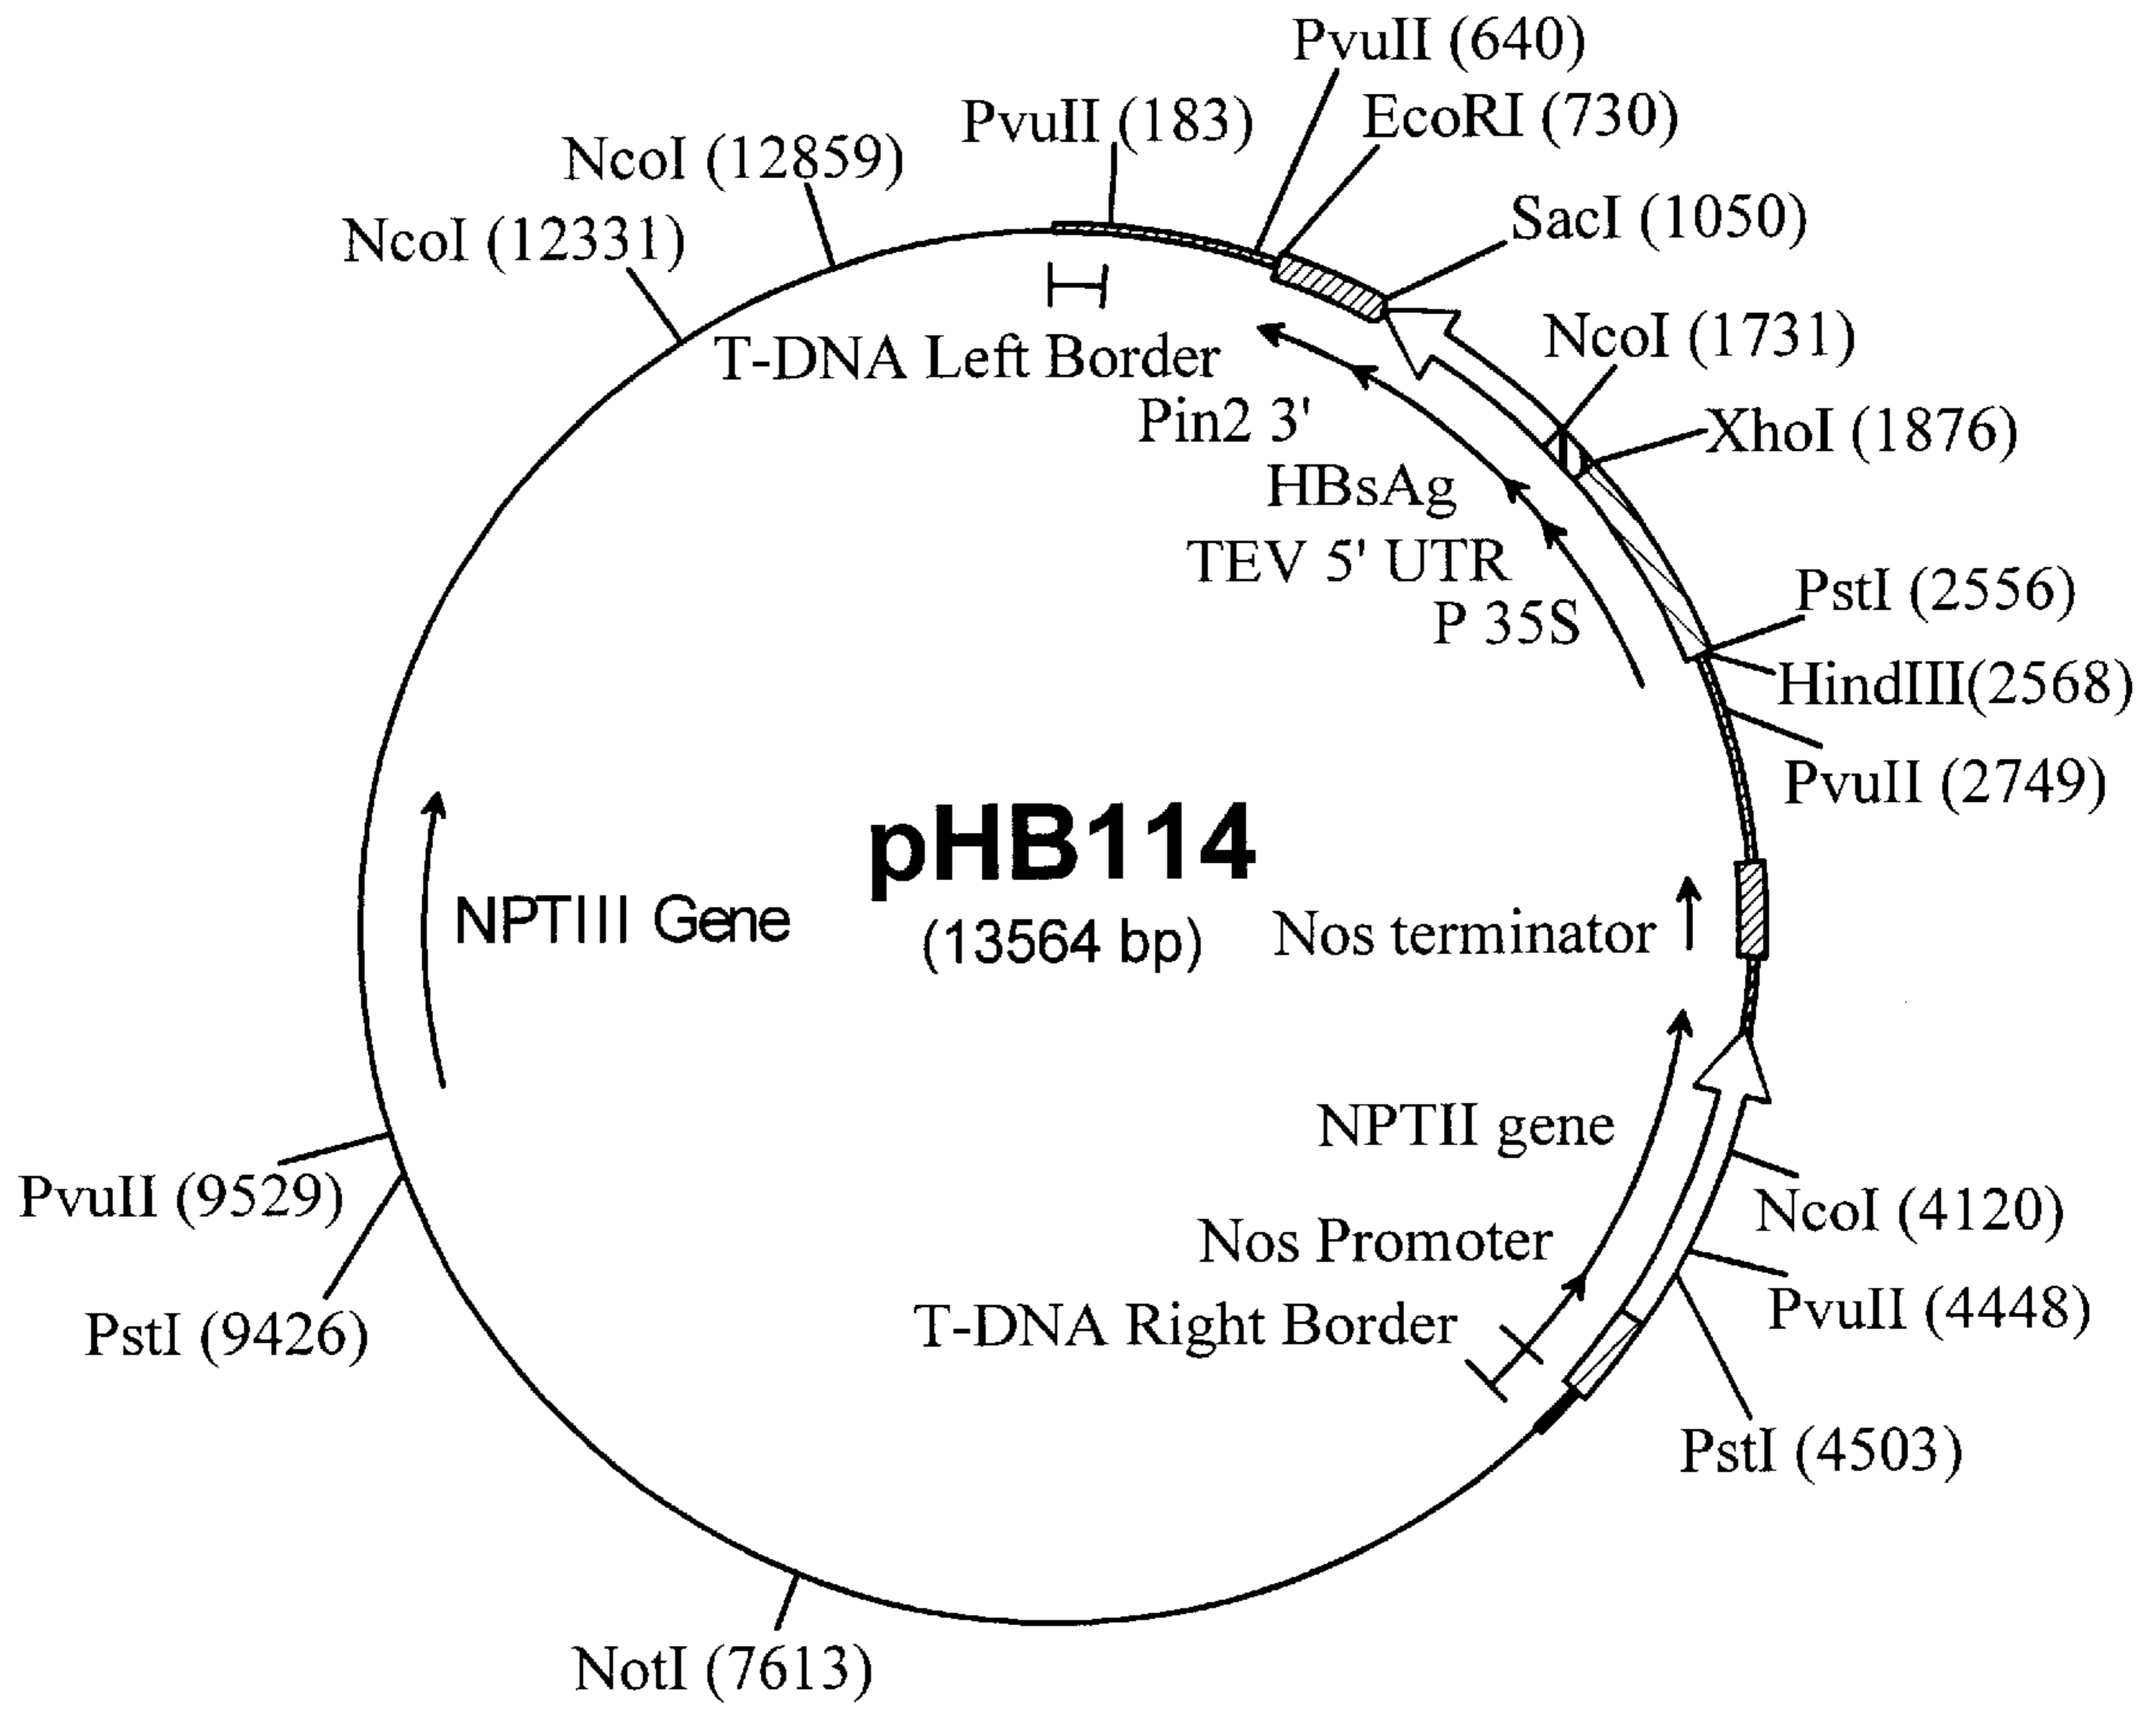 PvuII (640)
EcoRI (730)
PvuII (183)
NcoI (12859)
SacI (1050)
NcoI (12331)
NcoI (1731)
T-DNA Left Border
Pin2 3'
XhoI (1876)
HBsAg
TEV 5' UTR
PstI (2556)
P 35S
HindIII(2568)
PvuII (2749)
pHB114
(13564 bp)
NPTIII Gene
Nos terminator
NPTII gene
PvuII (9529)
NcoI (4120)
Nos Promoter
PstI (9426)
T-DNA Right Border
PvuII (4448)
PstI (4503)
NotI (7613)